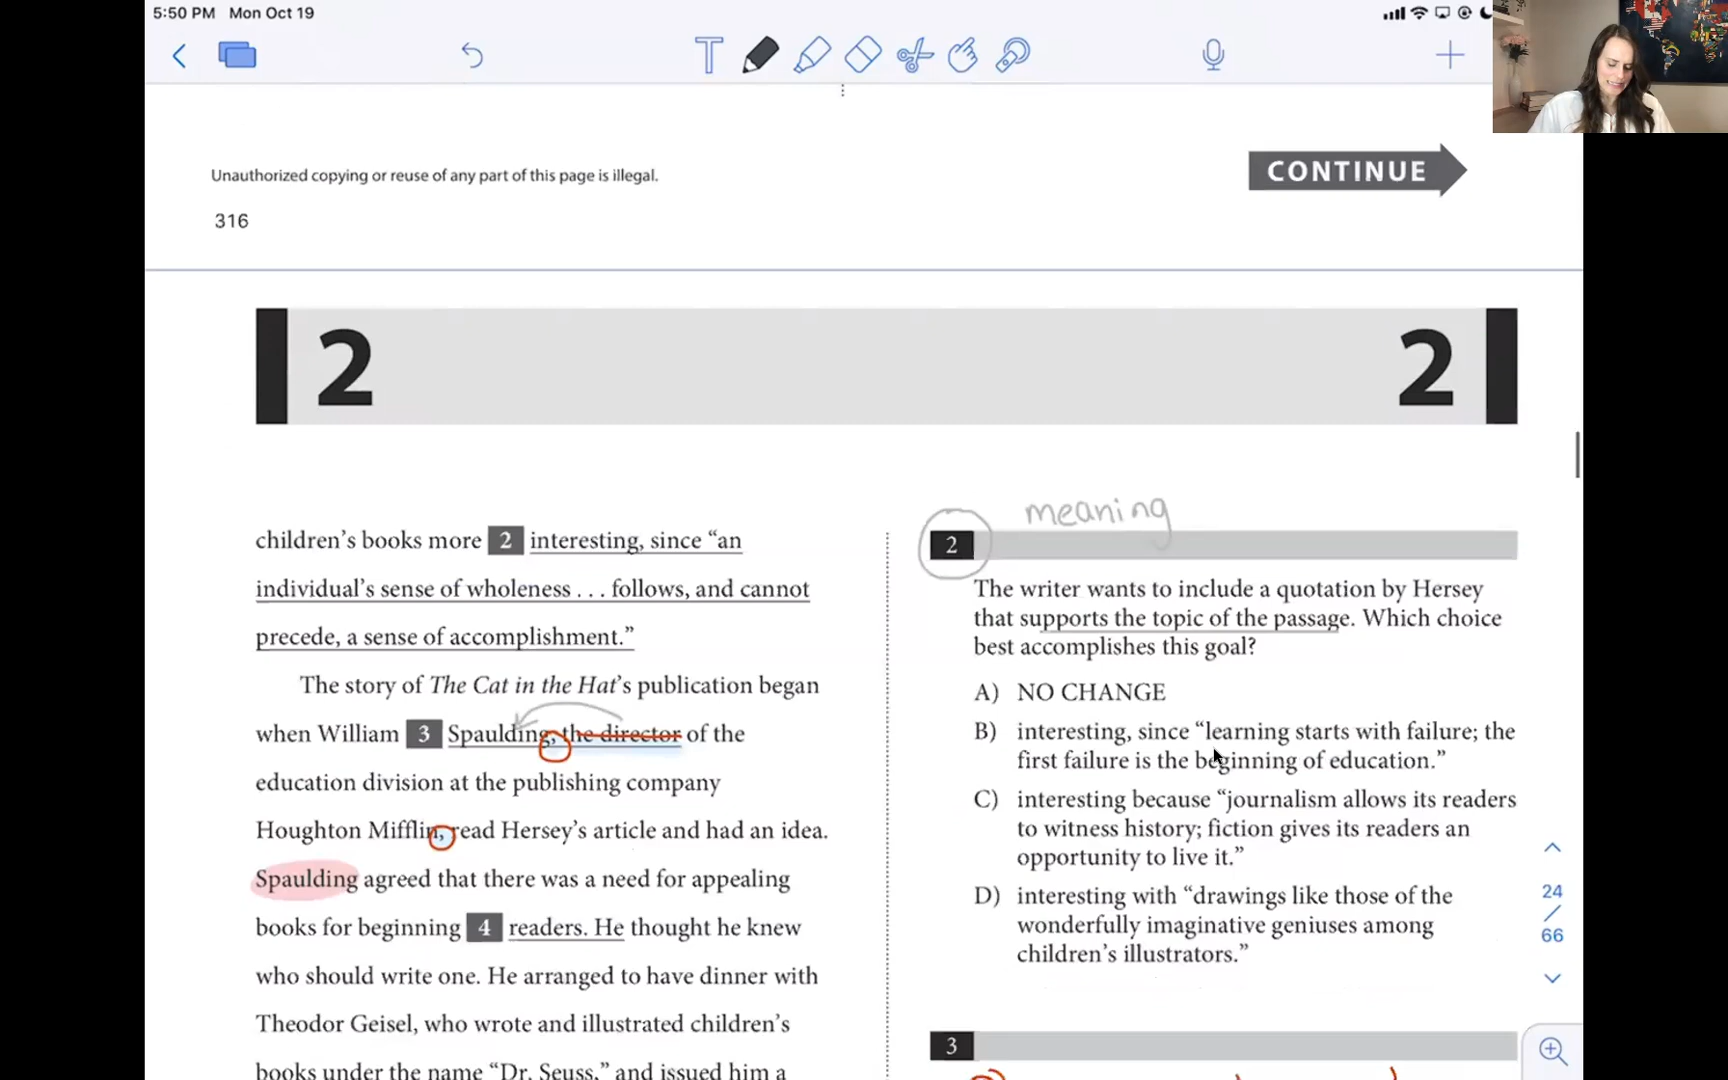 5:50 PM Mon Oct 19
Unauthorized copying or reuse of any part of this page is illegal.
CONTINUE
316
2
2
children’s books more 2 interesting, since “an
individual’s sense of wholeness . . . follows, and cannot
precede, a sense of accomplishment.”
The story of The Cat in the Hat’s publication began
when William 3 Spaulding, the director of the
education division at the publishing company
Houghton Mifflin, read Hersey’s article and had an idea.
Spaulding agreed that there was a need for appealing
books for beginning 4 readers. He thought he knew
who should write one. He arranged to have dinner with
Theodor Geisel, who wrote and illustrated children’s
books under the name “Dr. Seuss,” and issued him a
meaning
2
The writer wants to include a quotation by Hersey
that supports the topic of the passage. Which choice
best accomplishes this goal?
A) NO CHANGE
B) interesting, since “learning starts with failure; the
first failure is the beginning of education.”
C) interesting because “journalism allows its readers
to witness history; fiction gives its readers an
opportunity to live it.”
D) interesting with “drawings like those of the
wonderfully imaginative geniuses among
children’s illustrators.”
3
24
66